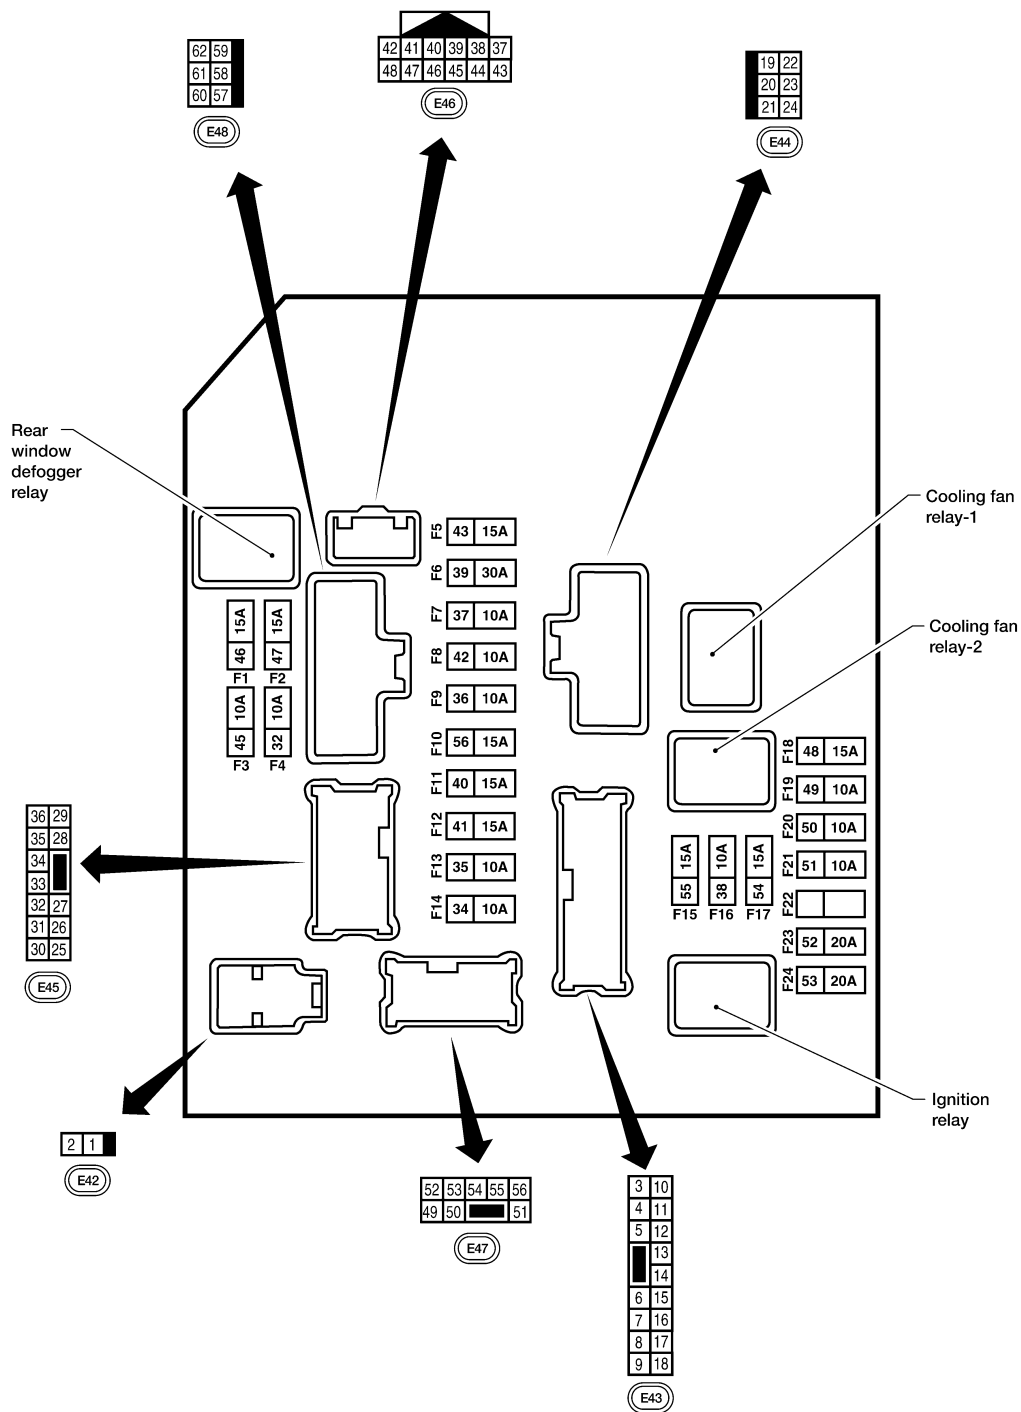 62 59
61 58
60 57
E48
42 41 40 39 38 37
48 47 46 45 44 43
E46
19 22
20 23
21 24
E44
Rear
window
defogger
relay
Cooling fan
relay-1
Cooling fan
relay-2
F5 43 15A
F6 39 30A
F7 37 10A
F8 42 10A
F9 36 10A
F10 56 15A
F11 40 15A
F12 41 15A
F13 35 10A
F14 34 10A
15A 15A
46 47
F1 F2
10A 10A
45 32
F3 F4
F18 48 15A
F19 49 10A
F20 50 10A
F21 51 10A
F22
F23 52 20A
F24 53 20A
15A 10A 15A
55 38 54
F15 F16 F17
36 29
35 28
34
33
32 27
31 26
30 25
E45
Ignition
relay
2 1
E42
52 53 54 55 56
49 50 51
E47
3 10
4 11
5 12
13
14
6 15
7 16
8 17
9 18
E43